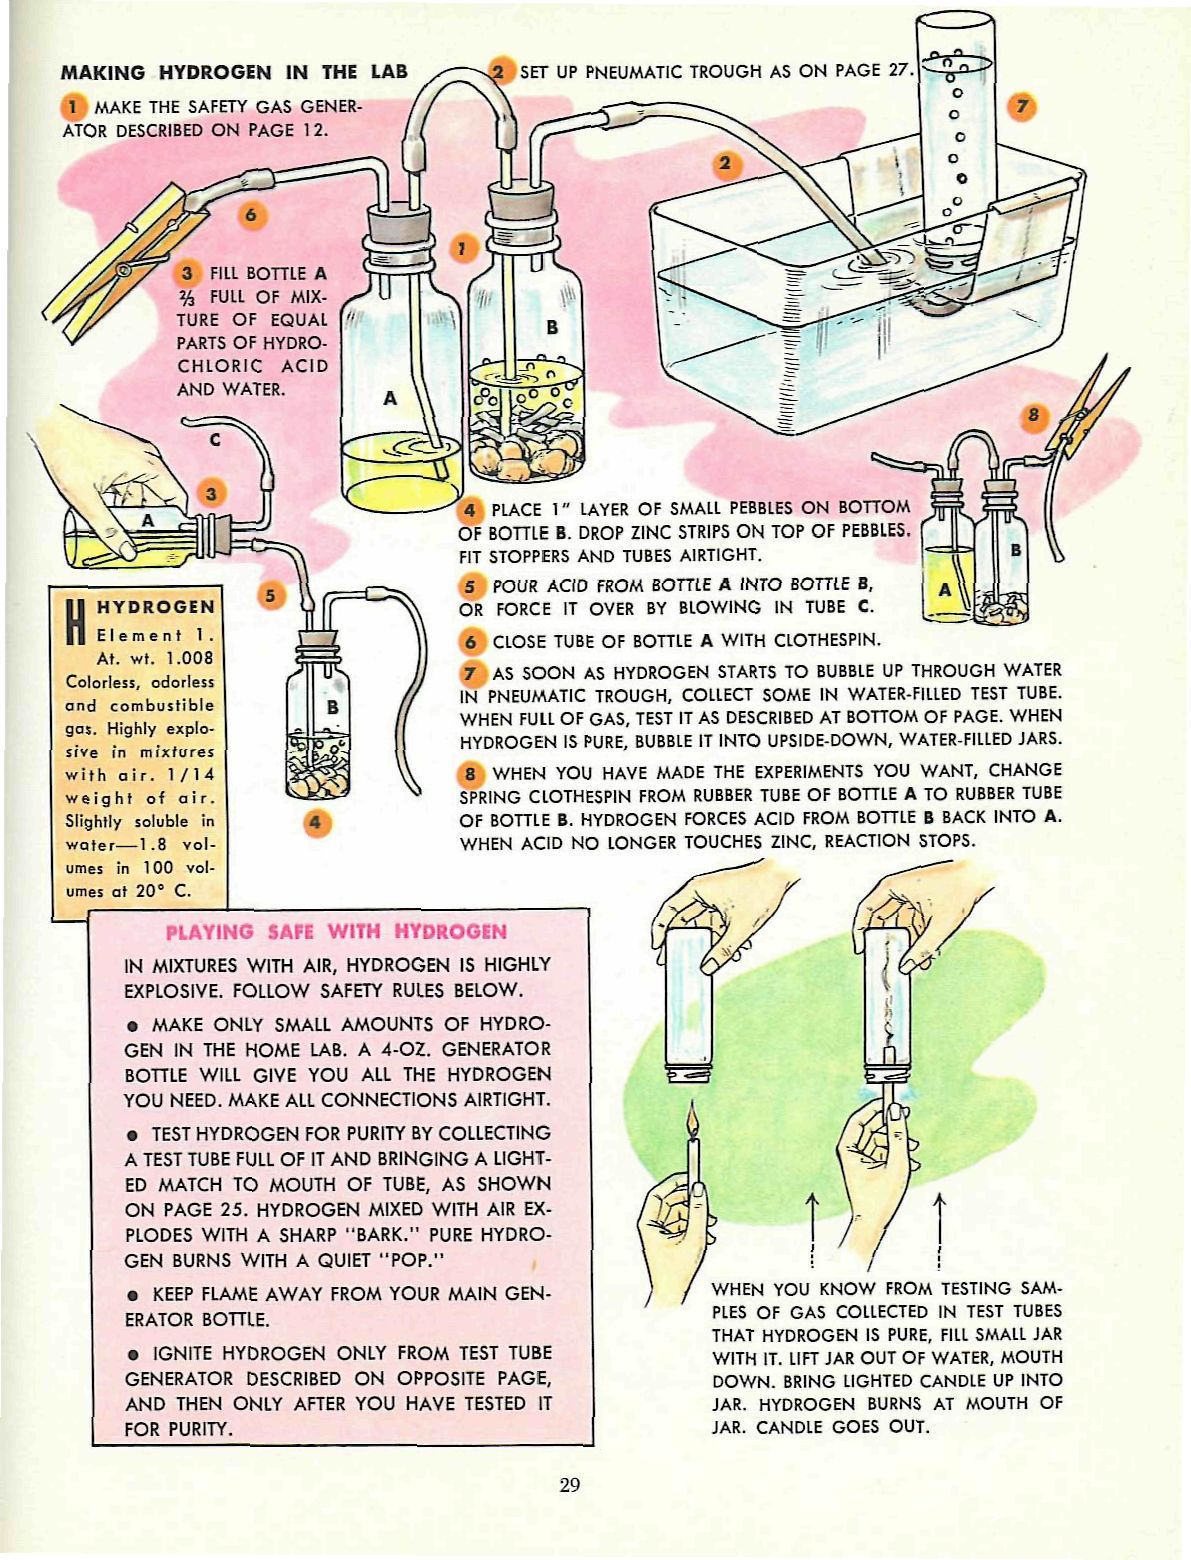 MAKING HYDROGEN IN THE LAB
1 MAKE THE SAFETY GAS GENER-
ATOR DESCRIBED ON PAGE 12.
2 SET UP PNEUMATIC TROUGH AS ON PAGE 27.
7
2
6
1
3 FILL BOTTLE A
⅔ FULL OF MIX-
TURE OF EQUAL
PARTS OF HYDRO-
CHLORIC ACID
AND WATER.
A
B
8
C
3
A
A
B
5
B
4
4 PLACE 1" LAYER OF SMALL PEBBLES ON BOTTOM
OF BOTTLE B. DROP ZINC STRIPS ON TOP OF PEBBLES.
FIT STOPPERS AND TUBES AIRTIGHT.
5 POUR ACID FROM BOTTLE A INTO BOTTLE B,
OR FORCE IT OVER BY BLOWING IN TUBE C.
6 CLOSE TUBE OF BOTTLE A WITH CLOTHESPIN.
7 AS SOON AS HYDROGEN STARTS TO BUBBLE UP THROUGH WATER
IN PNEUMATIC TROUGH, COLLECT SOME IN WATER-FILLED TEST TUBE.
WHEN FULL OF GAS, TEST IT AS DESCRIBED AT BOTTOM OF PAGE. WHEN
HYDROGEN IS PURE, BUBBLE IT INTO UPSIDE-DOWN, WATER-FILLED JARS.
8 WHEN YOU HAVE MADE THE EXPERIMENTS YOU WANT, CHANGE
SPRING CLOTHESPIN FROM RUBBER TUBE OF BOTTLE A TO RUBBER TUBE
OF BOTTLE B. HYDROGEN FORCES ACID FROM BOTTLE B BACK INTO A.
WHEN ACID NO LONGER TOUCHES ZINC, REACTION STOPS.
H HYDROGEN
Element 1.
At. wt. 1.008
Colorless, odorless
and combustible
gas. Highly explo-
sive in mixtures
with air. 1/14
weight of air.
Slightly soluble in
water—1.8 vol-
umes in 100 vol-
umes at 20° C.
PLAYING SAFE WITH HYDROGEN
IN MIXTURES WITH AIR, HYDROGEN IS HIGHLY
EXPLOSIVE. FOLLOW SAFETY RULES BELOW.
● MAKE ONLY SMALL AMOUNTS OF HYDRO-
GEN IN THE HOME LAB. A 4-OZ. GENERATOR
BOTTLE WILL GIVE YOU ALL THE HYDROGEN
YOU NEED. MAKE ALL CONNECTIONS AIRTIGHT.
● TEST HYDROGEN FOR PURITY BY COLLECTING
A TEST TUBE FULL OF IT AND BRINGING A LIGHT-
ED MATCH TO MOUTH OF TUBE, AS SHOWN
ON PAGE 25. HYDROGEN MIXED WITH AIR EX-
PLODES WITH A SHARP "BARK." PURE HYDRO-
GEN BURNS WITH A QUIET "POP."
● KEEP FLAME AWAY FROM YOUR MAIN GEN-
ERATOR BOTTLE.
● IGNITE HYDROGEN ONLY FROM TEST TUBE
GENERATOR DESCRIBED ON OPPOSITE PAGE,
AND THEN ONLY AFTER YOU HAVE TESTED IT
FOR PURITY.
WHEN YOU KNOW FROM TESTING SAM-
PLES OF GAS COLLECTED IN TEST TUBES
THAT HYDROGEN IS PURE, FILL SMALL JAR
WITH IT. LIFT JAR OUT OF WATER, MOUTH
DOWN. BRING LIGHTED CANDLE UP INTO
JAR. HYDROGEN BURNS AT MOUTH OF
JAR. CANDLE GOES OUT.
29